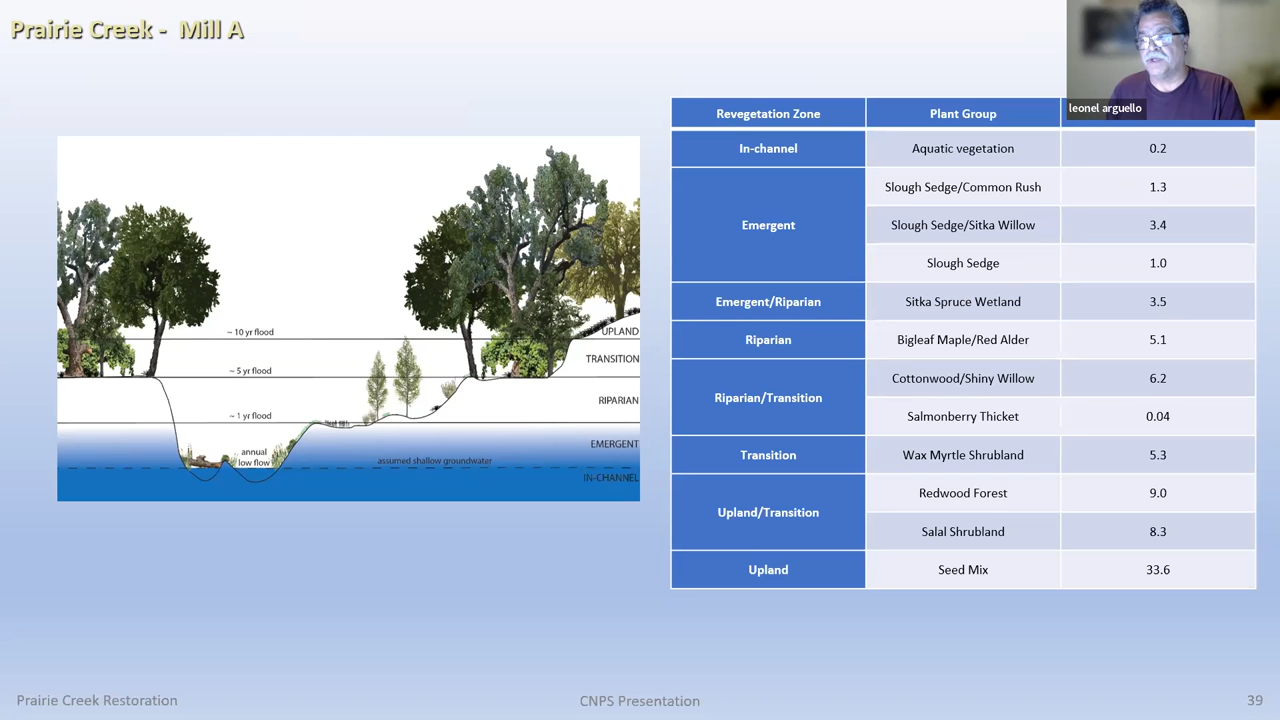 Prairie Creek - Mill A
leonel arguello
~ 10 yr flood
UPLAND
TRANSITION
~ 5 yr flood
RIPARIAN
~ 1 yr flood
EMERGENT
annual
low flow
assumed shallow groundwater
IN-CHANNEL
Revegetation Zone Plant Group
In-channel Aquatic vegetation 0.2
Emergent Slough Sedge/Common Rush 1.3
Slough Sedge/Sitka Willow 3.4
Slough Sedge 1.0
Emergent/Riparian Sitka Spruce Wetland 3.5
Riparian Bigleaf Maple/Red Alder 5.1
Riparian/Transition Cottonwood/Shiny Willow 6.2
Salmonberry Thicket 0.04
Transition Wax Myrtle Shrubland 5.3
Upland/Transition Redwood Forest 9.0
Salal Shrubland 8.3
Upland Seed Mix 33.6
Prairie Creek Restoration CNPS Presentation 39